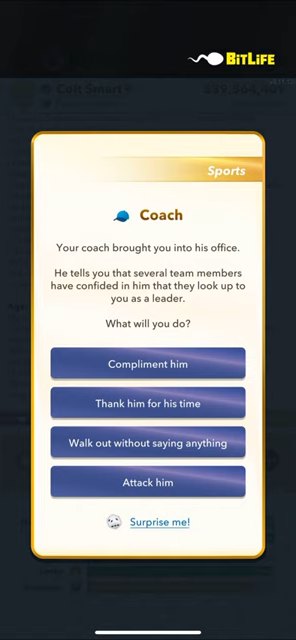 BITLIFE
Colt Smart
Sports
Coach
Your coach brought you into his office.
He tells you that several team members
have confided in him that they look up to
you as a leader.
What will you do?
Compliment him
Thank him for his time
Walk out without saying anything
Attack him
Surprise me!